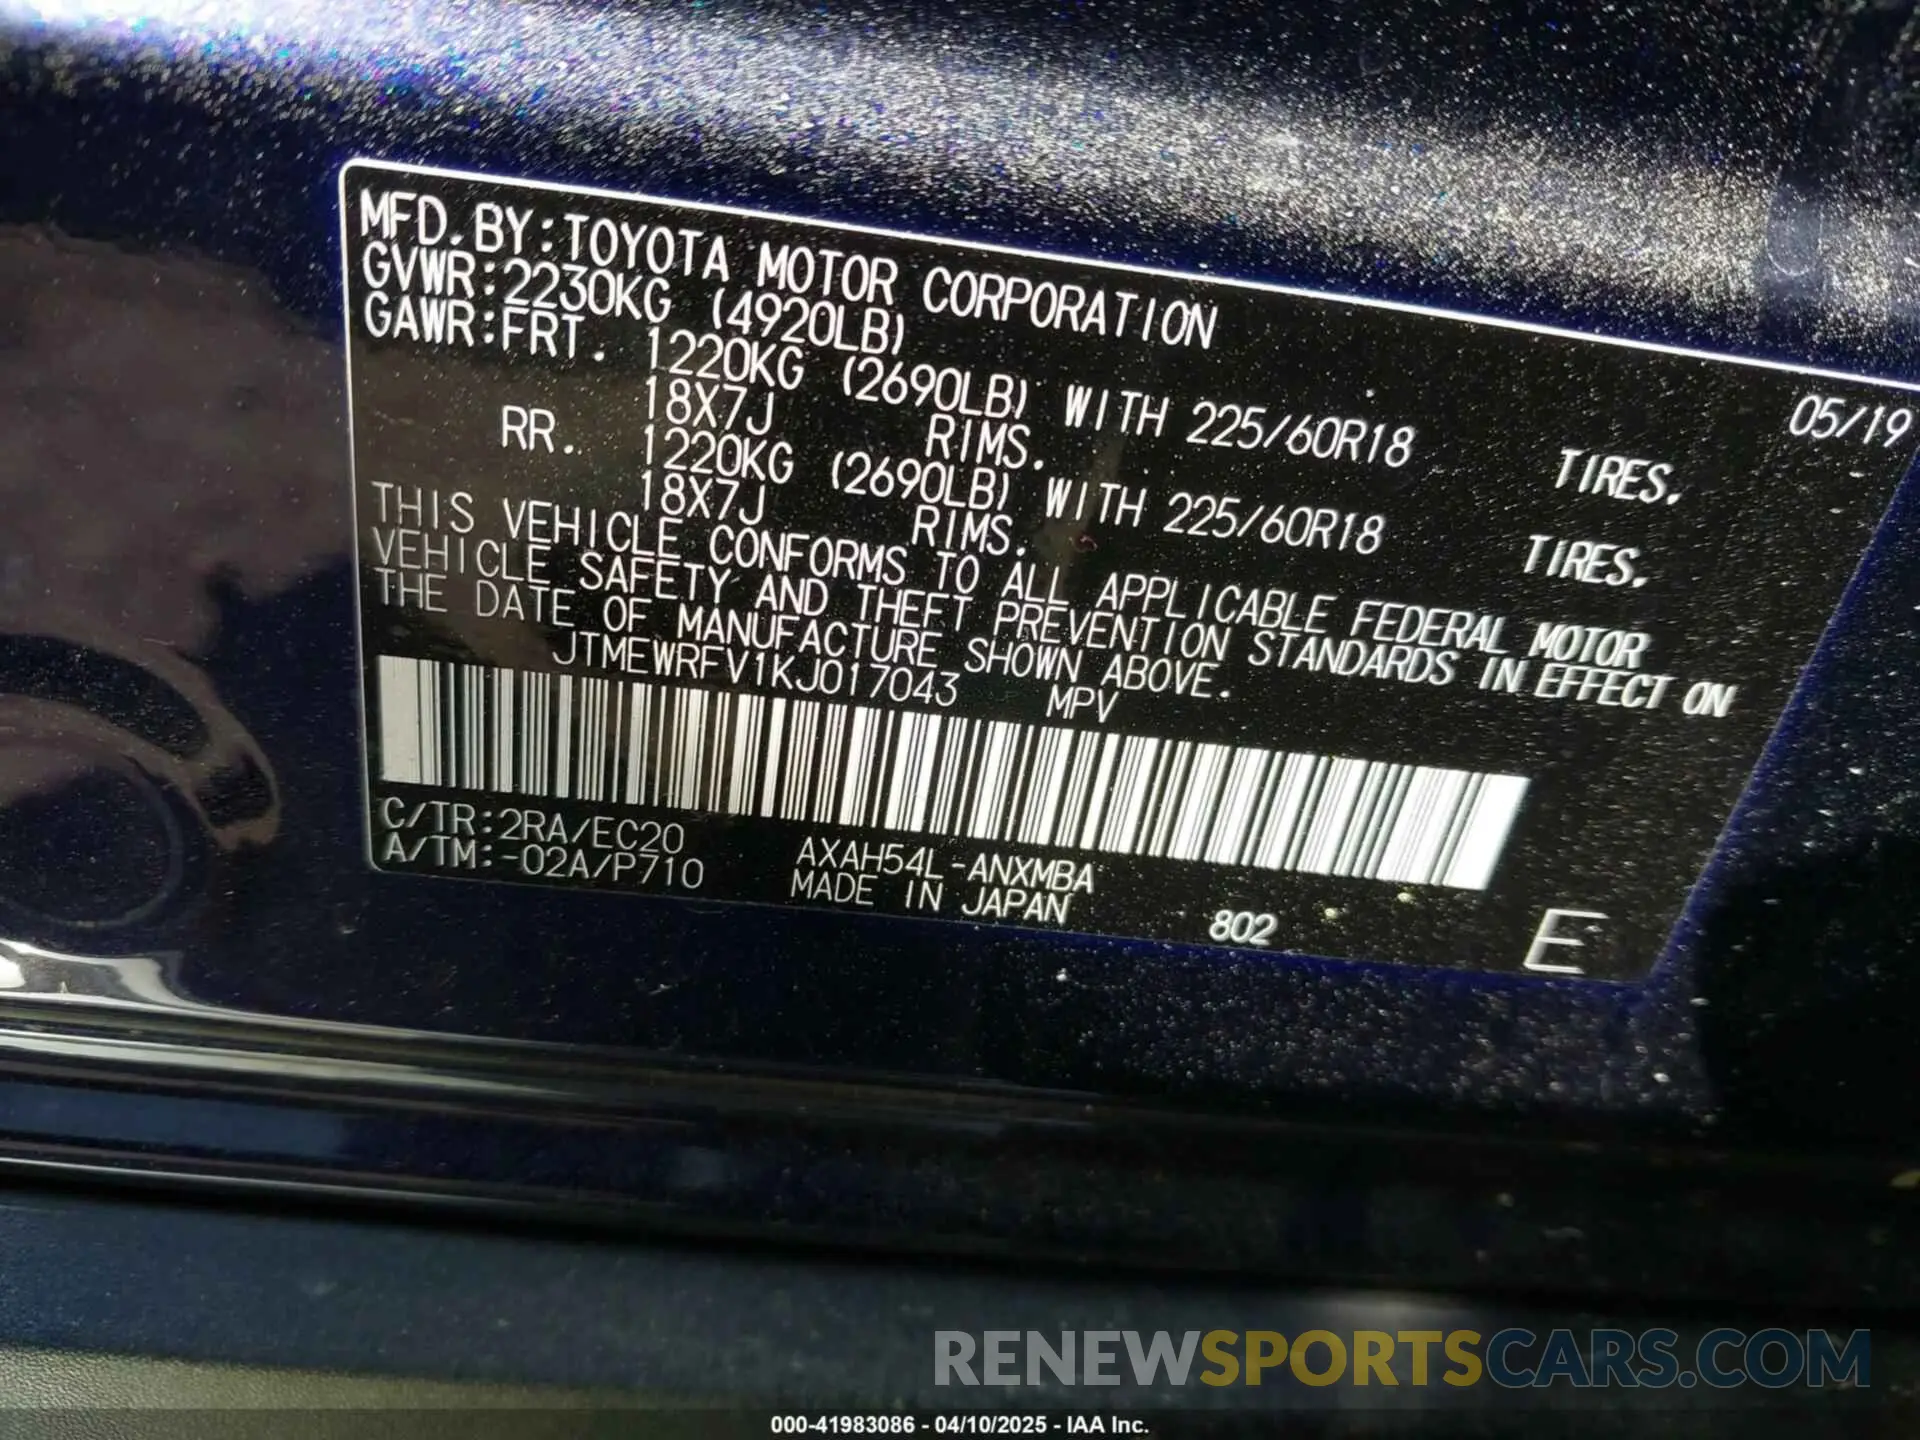 MFD.BY:TOYOTA MOTOR CORPORATION
05/19
GVWR:2230KG (4920LB)
GAWR:FRT. 1220KG (2690LB) WITH 225/60R18 TIRES.
18X7J RIMS.
RR. 1220KG (2690LB) WITH 225/60R18 TIRES.
18X7J RIMS.
THIS VEHICLE CONFORMS TO ALL APPLICABLE FEDERAL MOTOR
VEHICLE SAFETY AND THEFT PREVENTION STANDARDS IN EFFECT ON
THE DATE OF MANUFACTURE SHOWN ABOVE.
JTMEWRFV1KJ017043 MPV
C/TR:2RA/EC20 AXAH54L-ANXMBA
A/TM:-02A/P710 MADE IN JAPAN 802 E
RENEWSPORTSCARS.COM
000-41983086 - 04/10/2025 - IAA Inc.